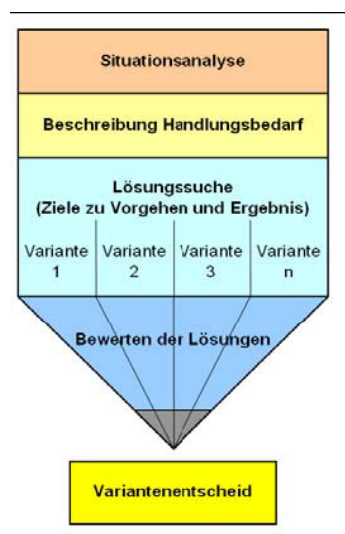 Situationsanalyse
Beschreibung Handlungsbedarf
Lösungssuche
(Ziele zu Vorgehen und Ergebnis)
Variante 1
Variante 2
Variante 3
Variante n
Bewerten der Lösungen
Variantenentscheid